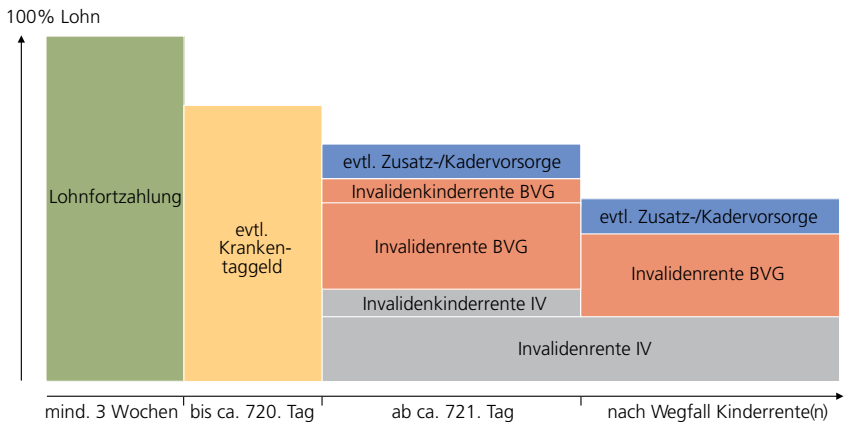 100% Lohn
Lohnfortzahlung
evtl.
Kranken-
taggeld
evtl. Zusatz-/Kadervorsorge
Invalidenkinderrente BVG
Invalidenrente BVG
Invalidenkinderrente IV
evtl. Zusatz-/Kadervorsorge
Invalidenrente BVG
Invalidenrente IV
mind. 3 Wochen
bis ca. 720. Tag
ab ca. 721. Tag
nach Wegfall Kinderrente(n)